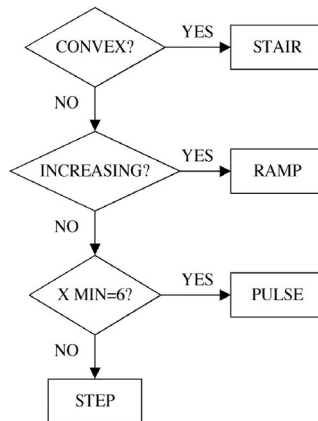 CONVEX?
YES
STAIR
NO
INCREASING?
YES
RAMP
NO
X MIN=6?
YES
PULSE
NO
STEP